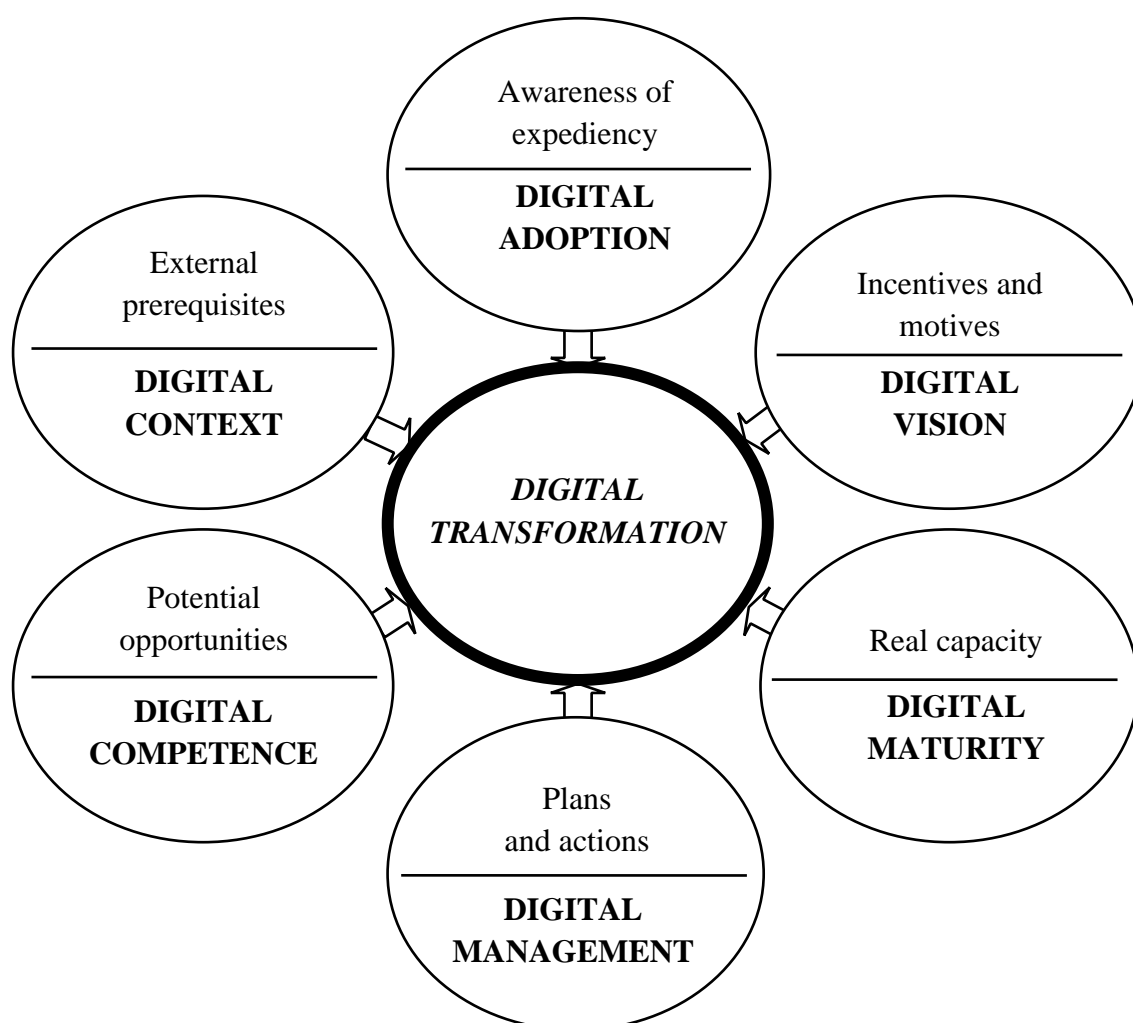 Awareness of
expediency
DIGITAL
ADOPTION
External
prerequisites
DIGITAL
CONTEXT
Incentives and
motives
DIGITAL
VISION
DIGITAL
TRANSFORMATION
Potential
opportunities
DIGITAL
COMPETENCE
Real capacity
DIGITAL
MATURITY
Plans
and actions
DIGITAL
MANAGEMENT